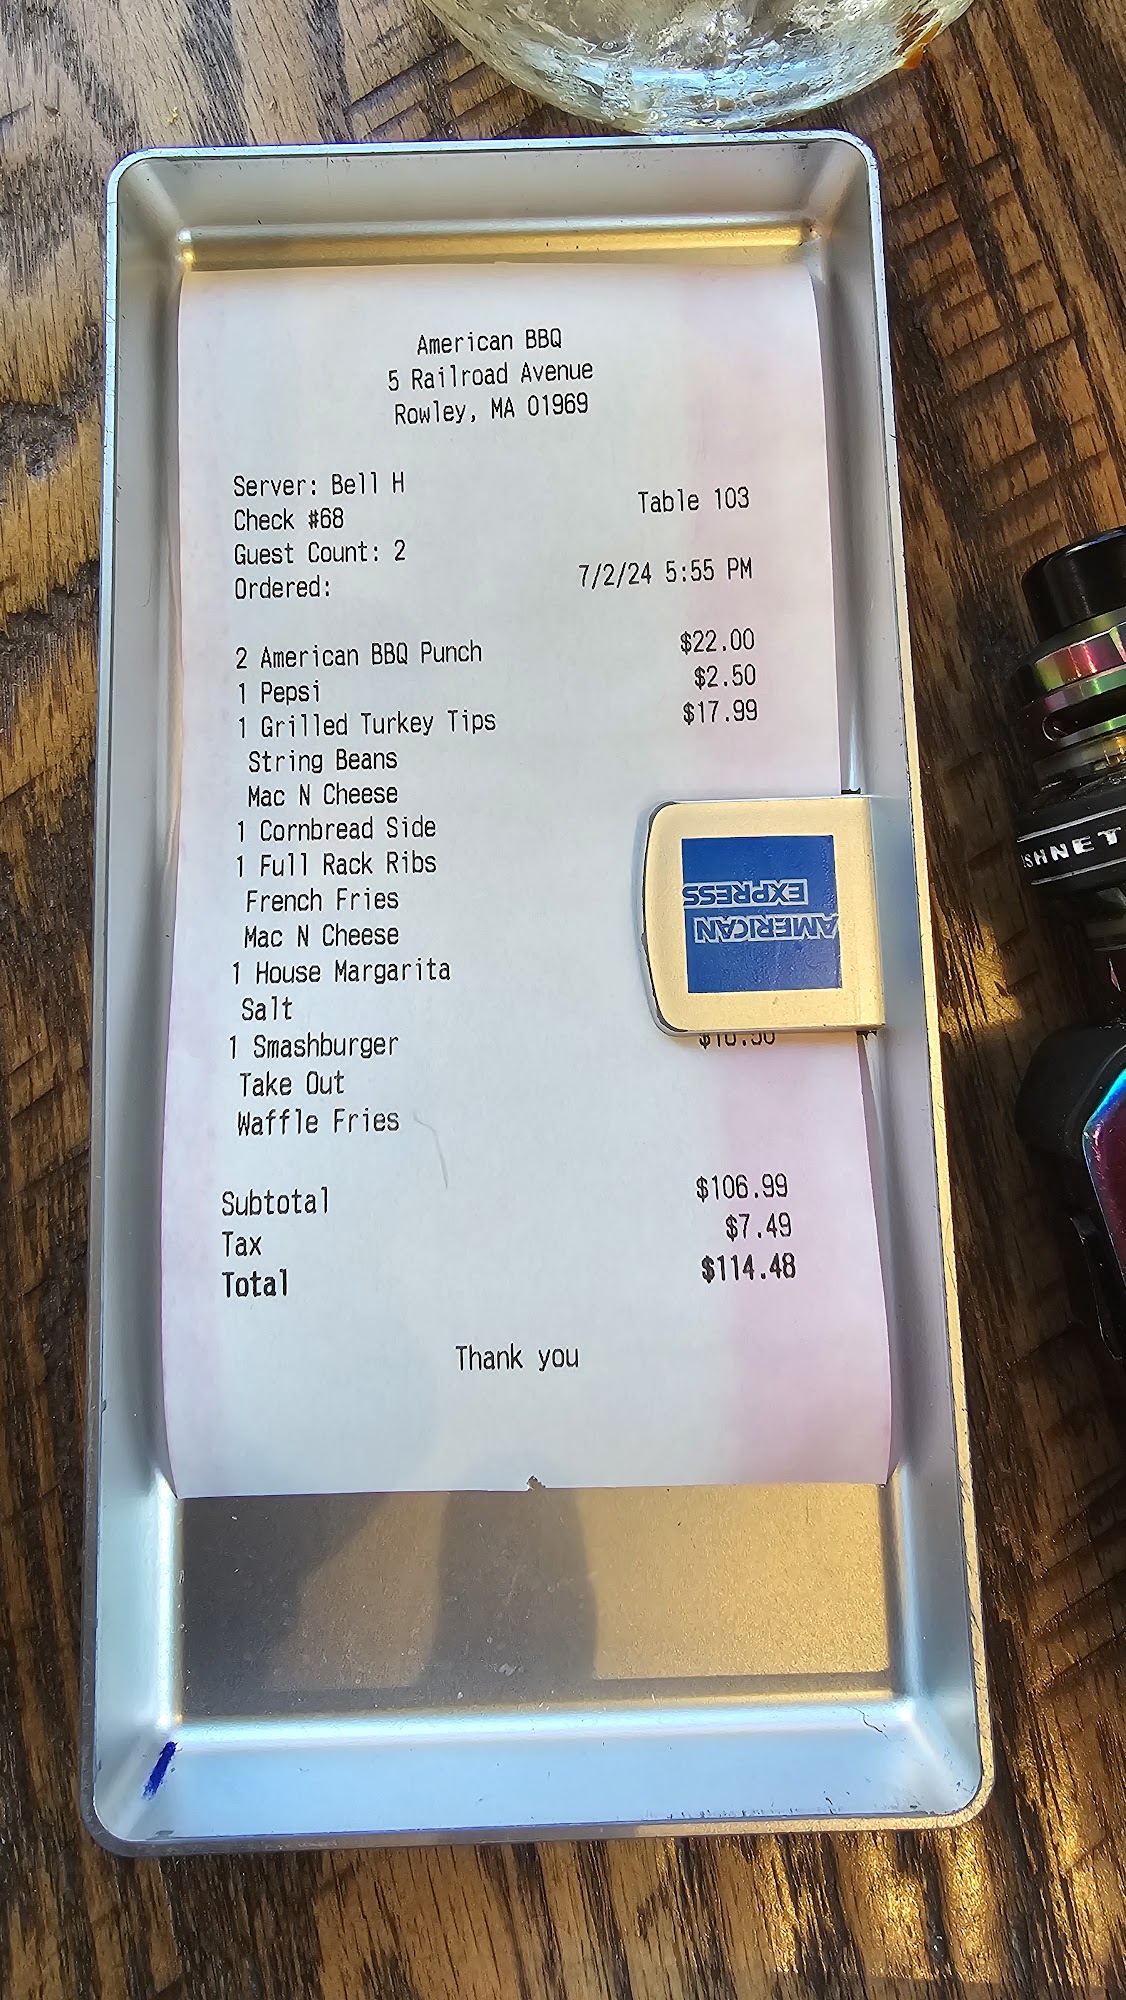 American BBQ
5 Railroad Avenue
Rowley, MA 01969
Server: Bell H
Check #68 Table 103
Guest Count: 2
Ordered: 7/2/24 5:55 PM
2 American BBQ Punch $22.00
1 Pepsi $2.50
1 Grilled Turkey Tips $17.99
String Beans
Mac N Cheese
1 Cornbread Side
1 Full Rack Ribs
French Fries
Mac N Cheese
1 House Margarita
Salt
1 Smashburger
Take Out
Waffle Fries
Subtotal $106.99
Tax $7.49
Total $114.48
Thank you
AMERICAN
EXPRESS